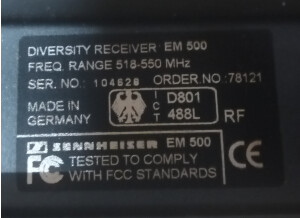 DIVERSITY RECEIVER EM 500
FREQ. RANGE 518-550 MHz
SER. NO.: 104628 ORDER.NO :78121
MADE IN
GERMANY
I C T
D801
488L
RF
SENNHEISER EM 500
FC TESTED TO COMPLY
WITH FCC STANDARDS
CE